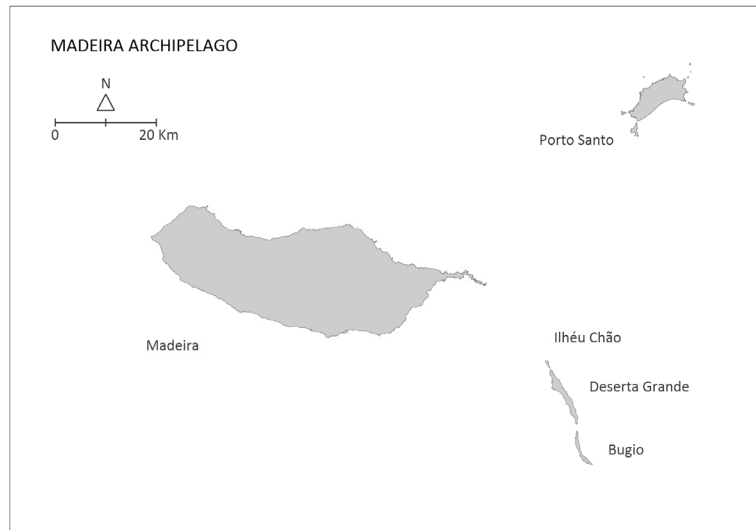 MADEIRA ARCHIPELAGO
N
0 20 Km
Porto Santo
Madeira
Ilhéu Chão
Deserta Grande
Bugio